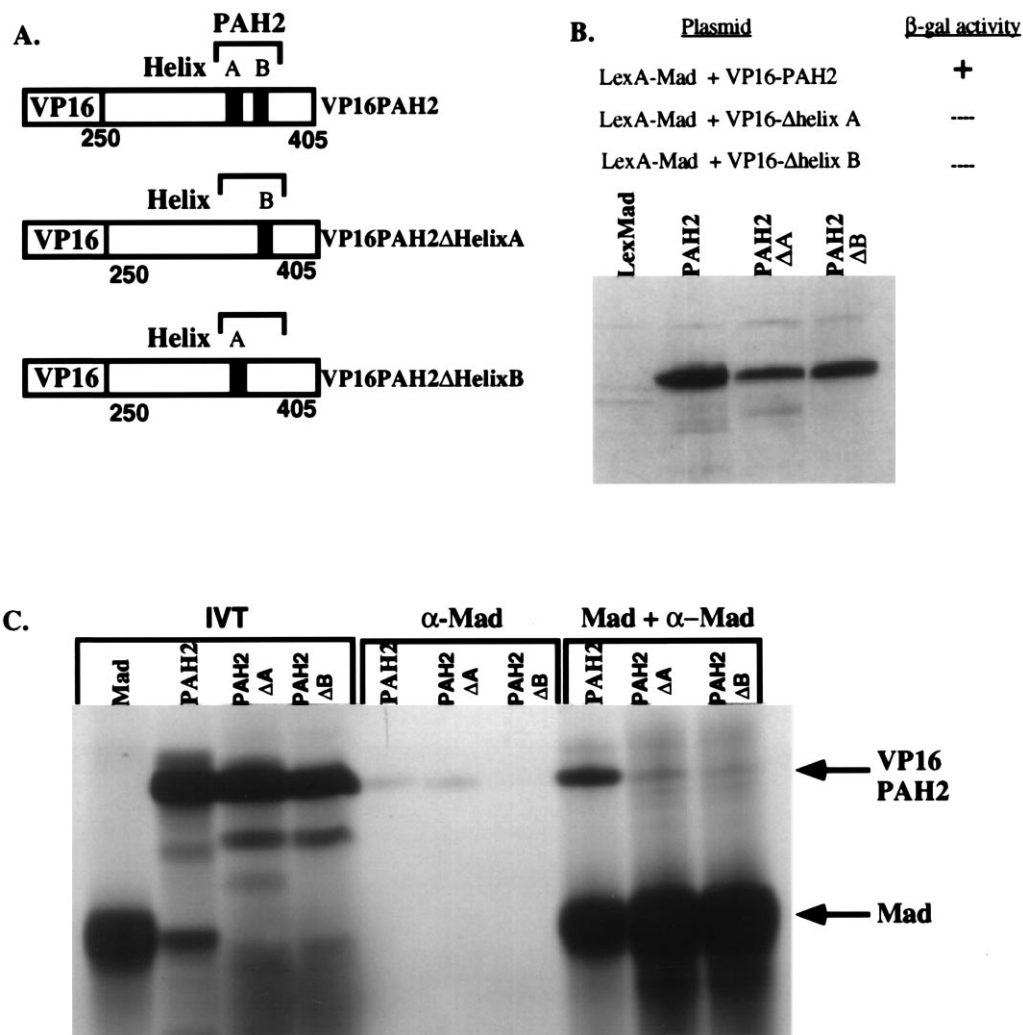 A.
PAH2
Helix A B
VP16
VP16PAH2
250 405
Helix B
VP16
VP16PAH2ΔHelixA
250 405
Helix A
VP16
VP16PAH2ΔHelixB
250 405
B.
Plasmid β-gal activity
LexA-Mad + VP16-PAH2 +
LexA-Mad + VP16-Δhelix A ----
LexA-Mad + VP16-Δhelix B ----
LexMad
PAH2
PAH2 ΔA
PAH2 ΔB
C.
IVT α-Mad Mad + α-Mad
Mad
PAH2
PAH2 ΔA
PAH2 ΔB
PAH2
PAH2 ΔA
PAH2 ΔB
PAH2
PAH2 ΔA
PAH2 ΔB
VP16
PAH2
Mad